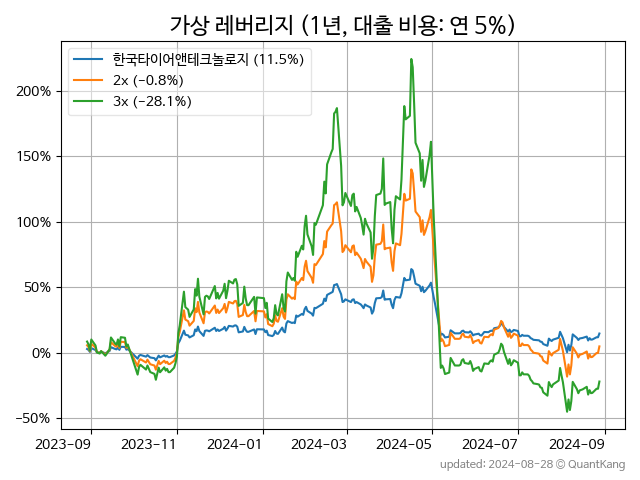 가상 레버리지 (1년, 대출 비용: 연 5%)
한국타이어앤테크놀로지 (11.5%)
2x (-0.8%)
3x (-28.1%)
200%
150%
100%
50%
0%
-50%
2023-09 2023-11 2024-01 2024-03 2024-05 2024-07 2024-09
updated: 2024-08-28 © QuantKang